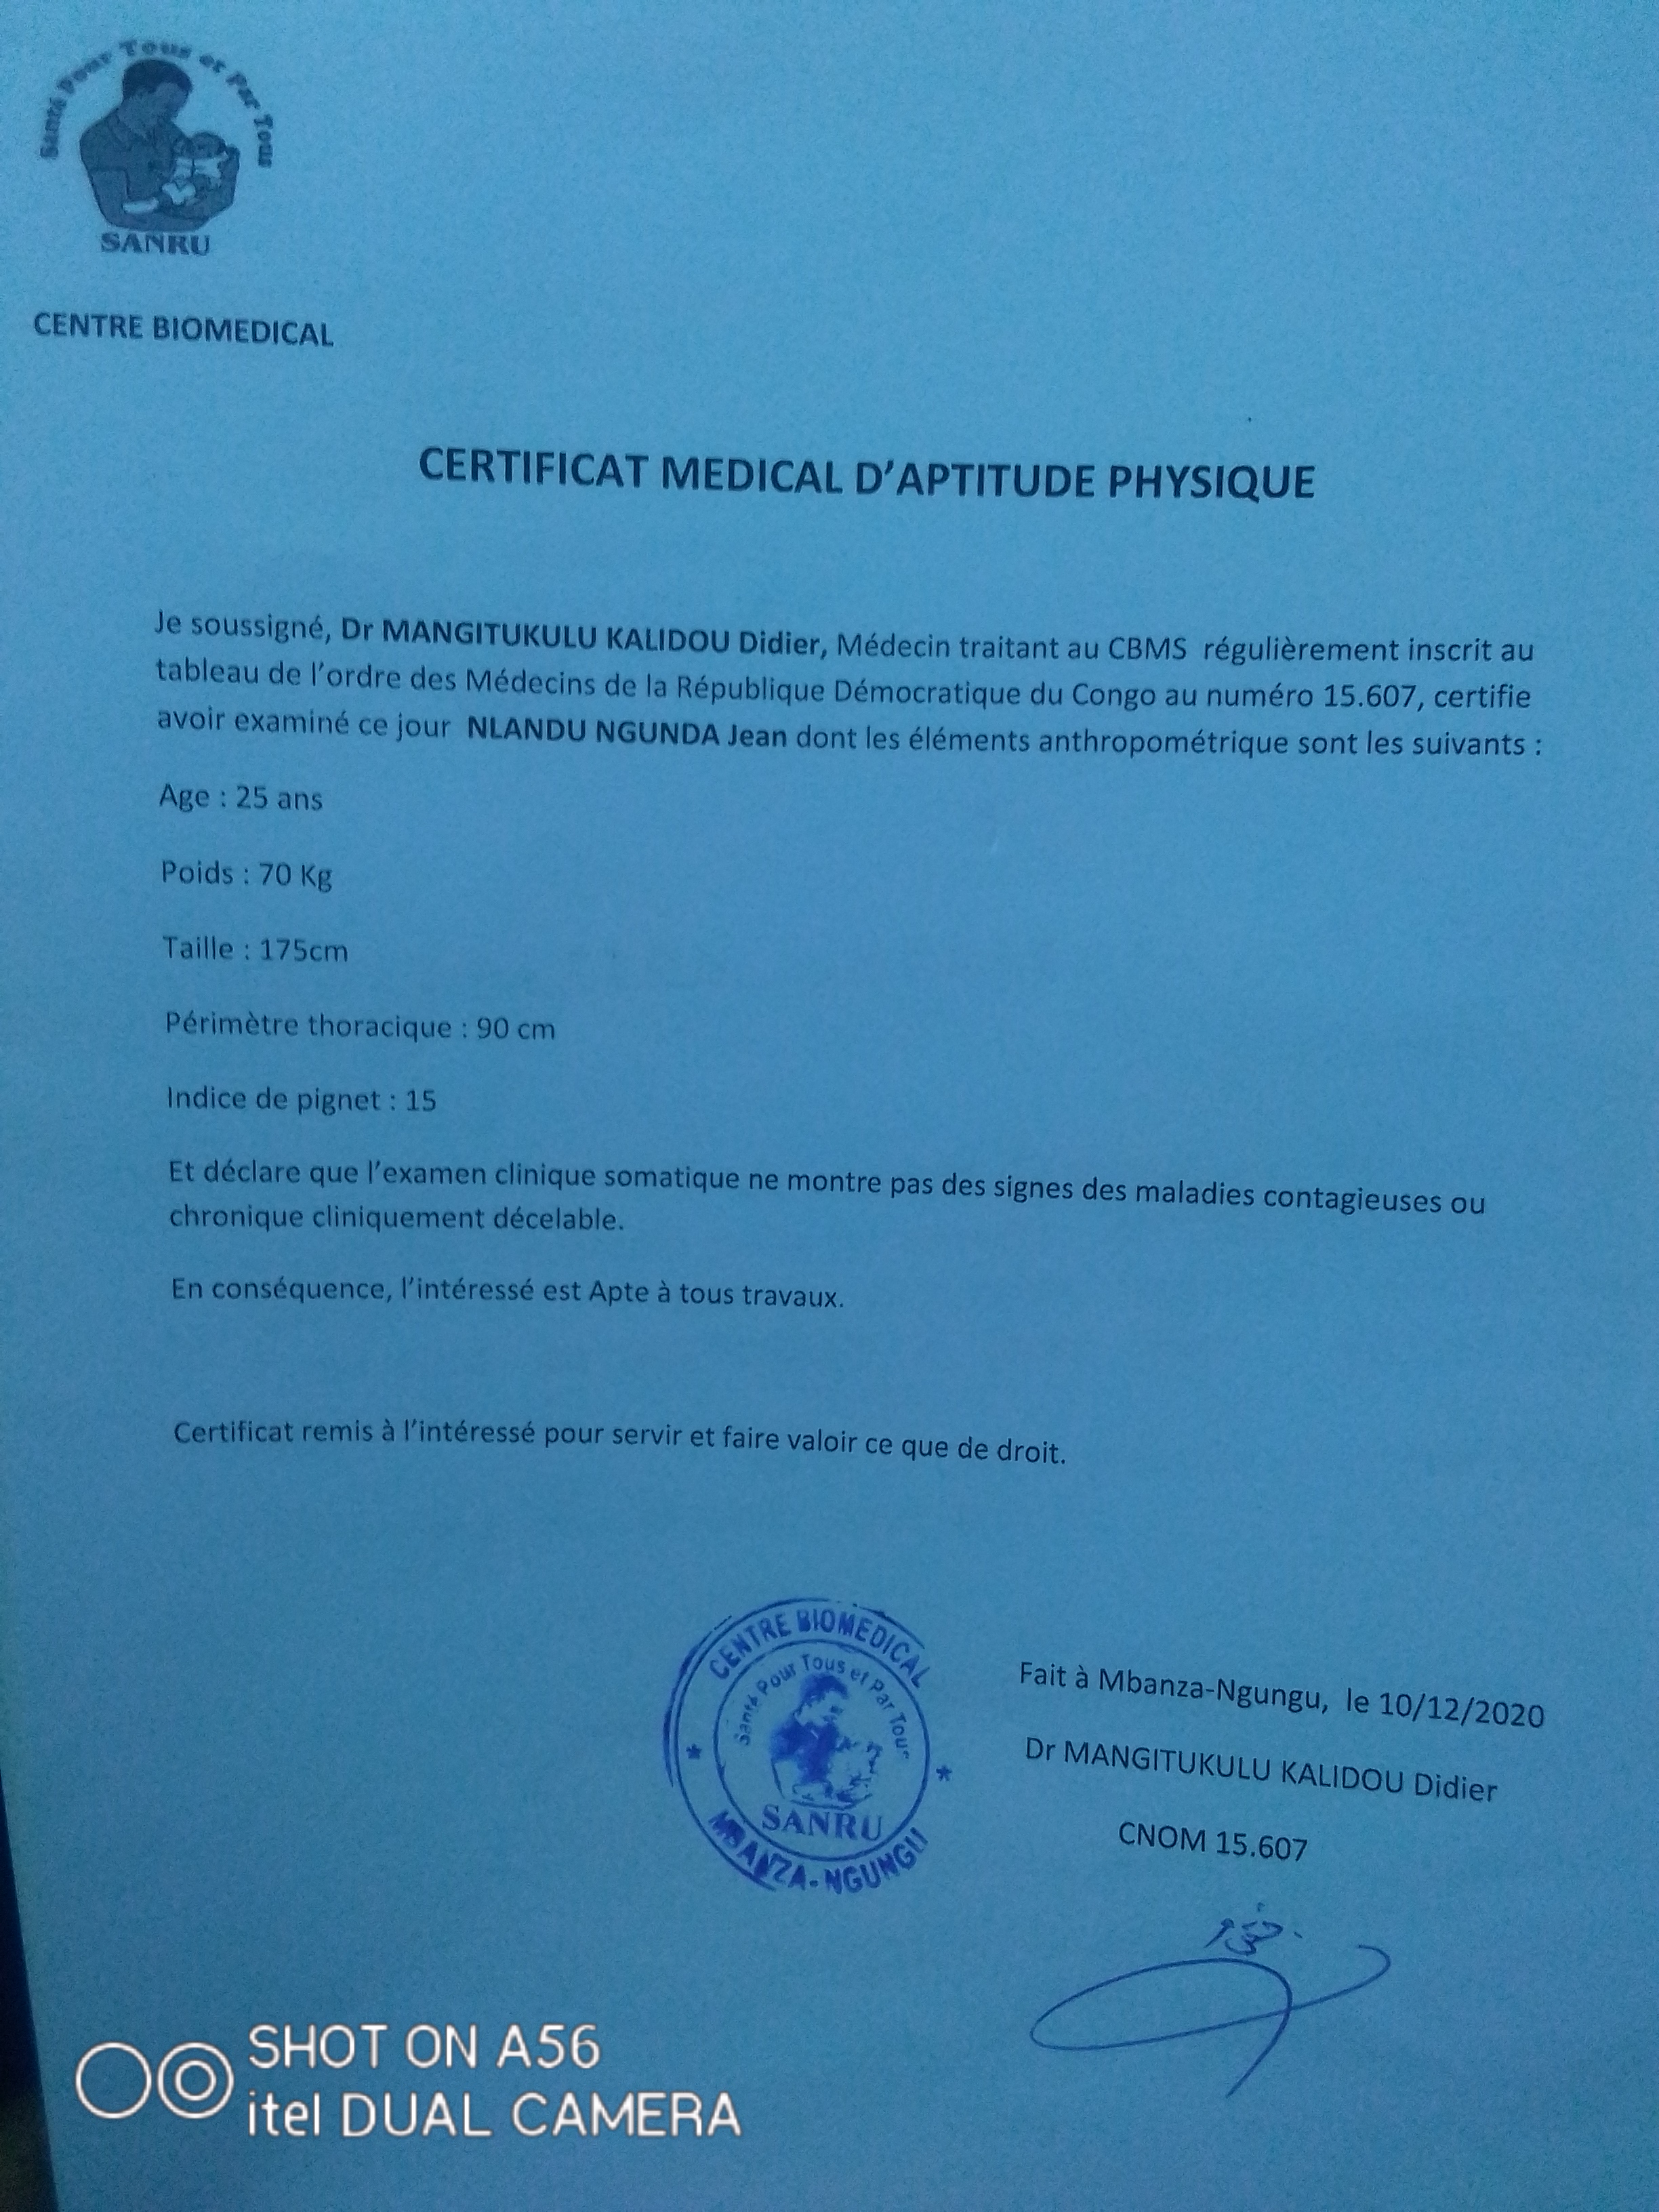 Santé Pour Tous et Par Tous
SANRU
CENTRE BIOMEDICAL
CERTIFICAT MEDICAL D'APTITUDE PHYSIQUE
Je soussigné, Dr MANGITUKULU KALIDOU Didier, Médecin traitant au CBMS régulièrement inscrit au
tableau de l'ordre des Médecins de la République Démocratique du Congo au numéro 15.607, certifie
avoir examiné ce jour NLANDU NGUNDA Jean dont les éléments anthropométrique sont les suivants :
Age : 25 ans
Poids : 70 Kg
Taille : 175cm
Périmètre thoracique : 90 cm
Indice de pignet : 15
Et déclare que l'examen clinique somatique ne montre pas des signes des maladies contagieuses ou
chronique cliniquement décelable.
En conséquence, l'intéressé est Apte à tous travaux.
Certificat remis à l'intéressé pour servir et faire valoir ce que de droit.
CENTRE BIOMEDICAL
Santé Pour Tous et Par Tous
SANRU
MBANZA-NGUNGU
Fait à Mbanza-Ngungu, le 10/12/2020
Dr MANGITUKULU KALIDOU Didier
CNOM 15.607
SHOT ON A56
itel DUAL CAMERA